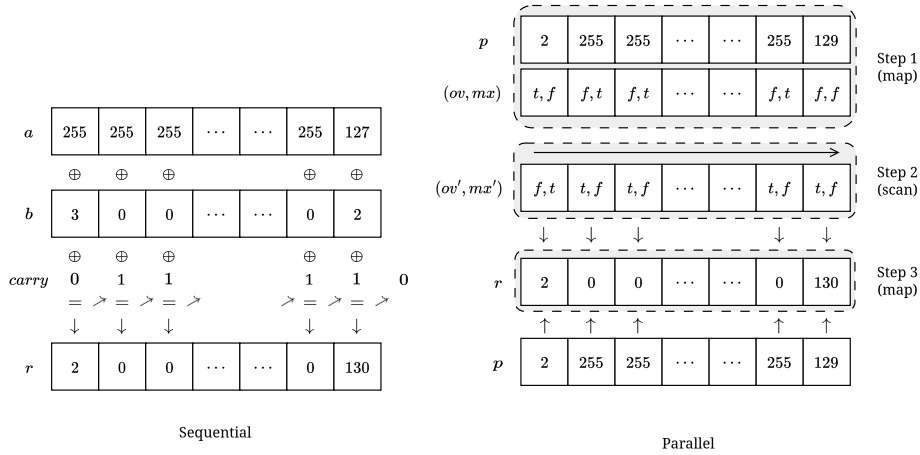 a 255 255 255 ··· ··· 255 127
⊕ ⊕ ⊕ ⊕ ⊕
b 3 0 0 ··· ··· 0 2
⊕ ⊕ ⊕ ⊕ ⊕
carry 0 1 1 1 1 0
= ↗ = ↗ = ↗ ↗ = ↗ = ↗
↓ ↓ ↓ ↓ ↓
r 2 0 0 ··· ··· 0 130
Sequential
p 2 255 255 ··· ··· 255 129
Step 1
(map)
(ov, mx) t, f f, t f, t ··· ··· f, t f, f
Step 2
(scan)
(ov′, mx′) f, t t, f t, f ··· ··· t, f t, f
↓ ↓ ↓ ↓ ↓
r 2 0 0 ··· ··· 0 130
Step 3
(map)
↑ ↑ ↑ ↑ ↑
p 2 255 255 ··· ··· 255 129
Parallel